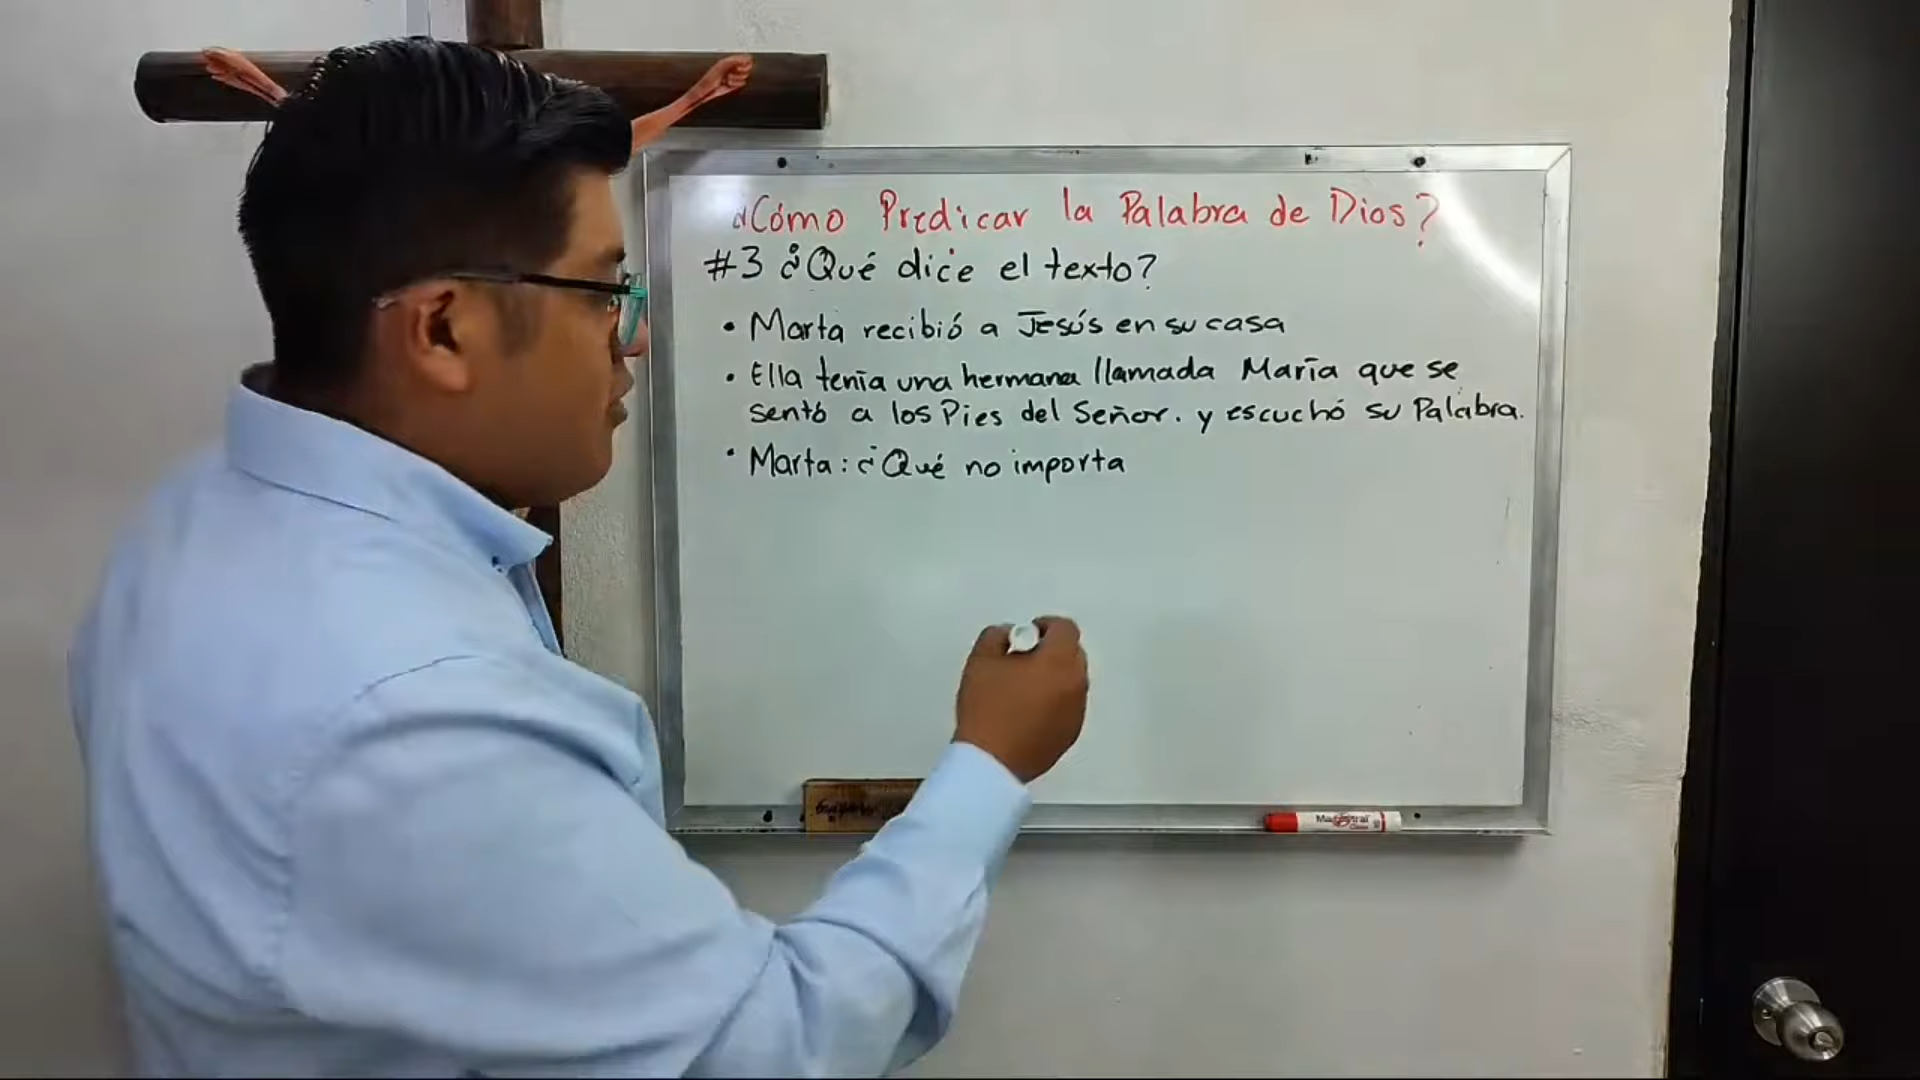 ¿Cómo Predicar la Palabra de Dios?
#3 ¿Qué dice el texto?
• Marta recibió a Jesús en su casa
• Ella tenía una hermana llamada María que se
sentó a los Pies del Señor. y escuchó su Palabra.
• Marta: ¿Qué no importa